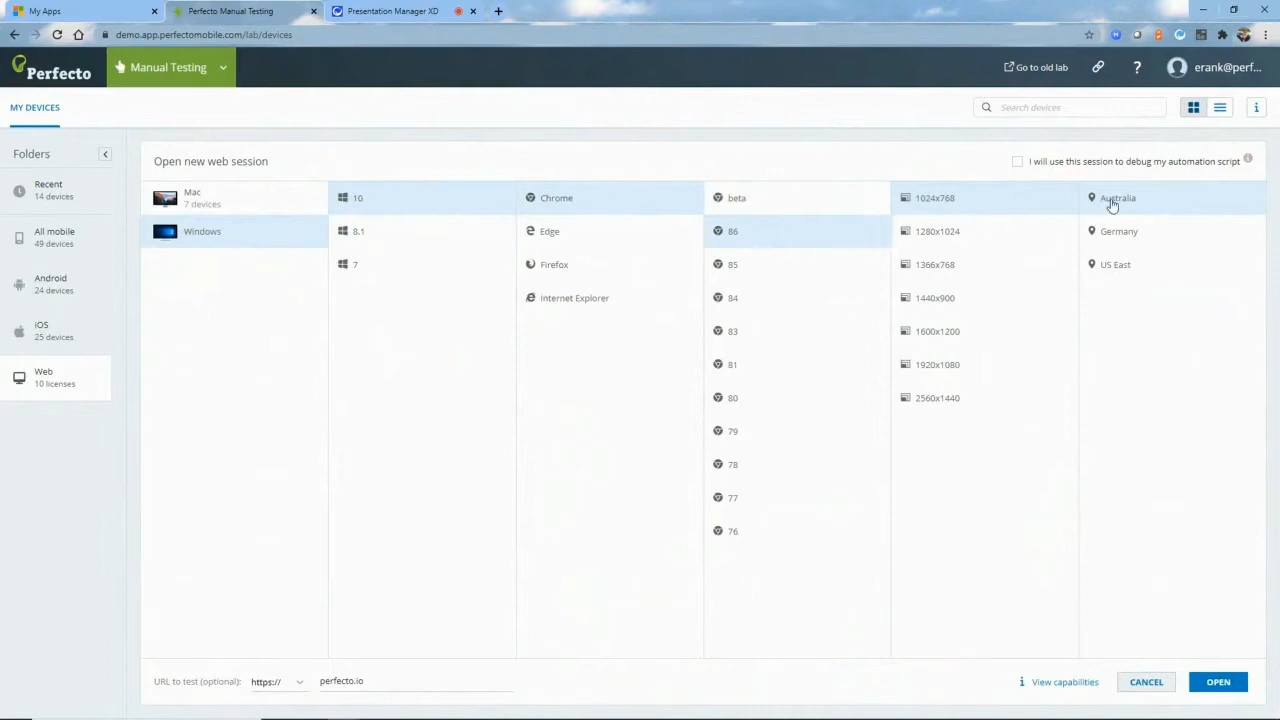 My Apps
Perfecto Manual Testing
Presentation Manager XD
demo.app.perfectomobile.com/lab/devices
Perfecto
Manual Testing
Go to old lab
erank@perf...
MY DEVICES
Search devices
Folders
Recent
14 devices
All mobile
49 devices
Android
24 devices
iOS
25 devices
Web
10 licenses
Open new web session
I will use this session to debug my automation script
Mac
7 devices
Windows
10
8.1
7
Chrome
Edge
Firefox
Internet Explorer
beta
86
85
84
83
81
80
79
78
77
76
1024x768
1280x1024
1366x768
1440x900
1600x1200
1920x1080
2560x1440
Australia
Germany
US East
URL to test (optional):
https://
perfecto.io
View capabilities
CANCEL
OPEN